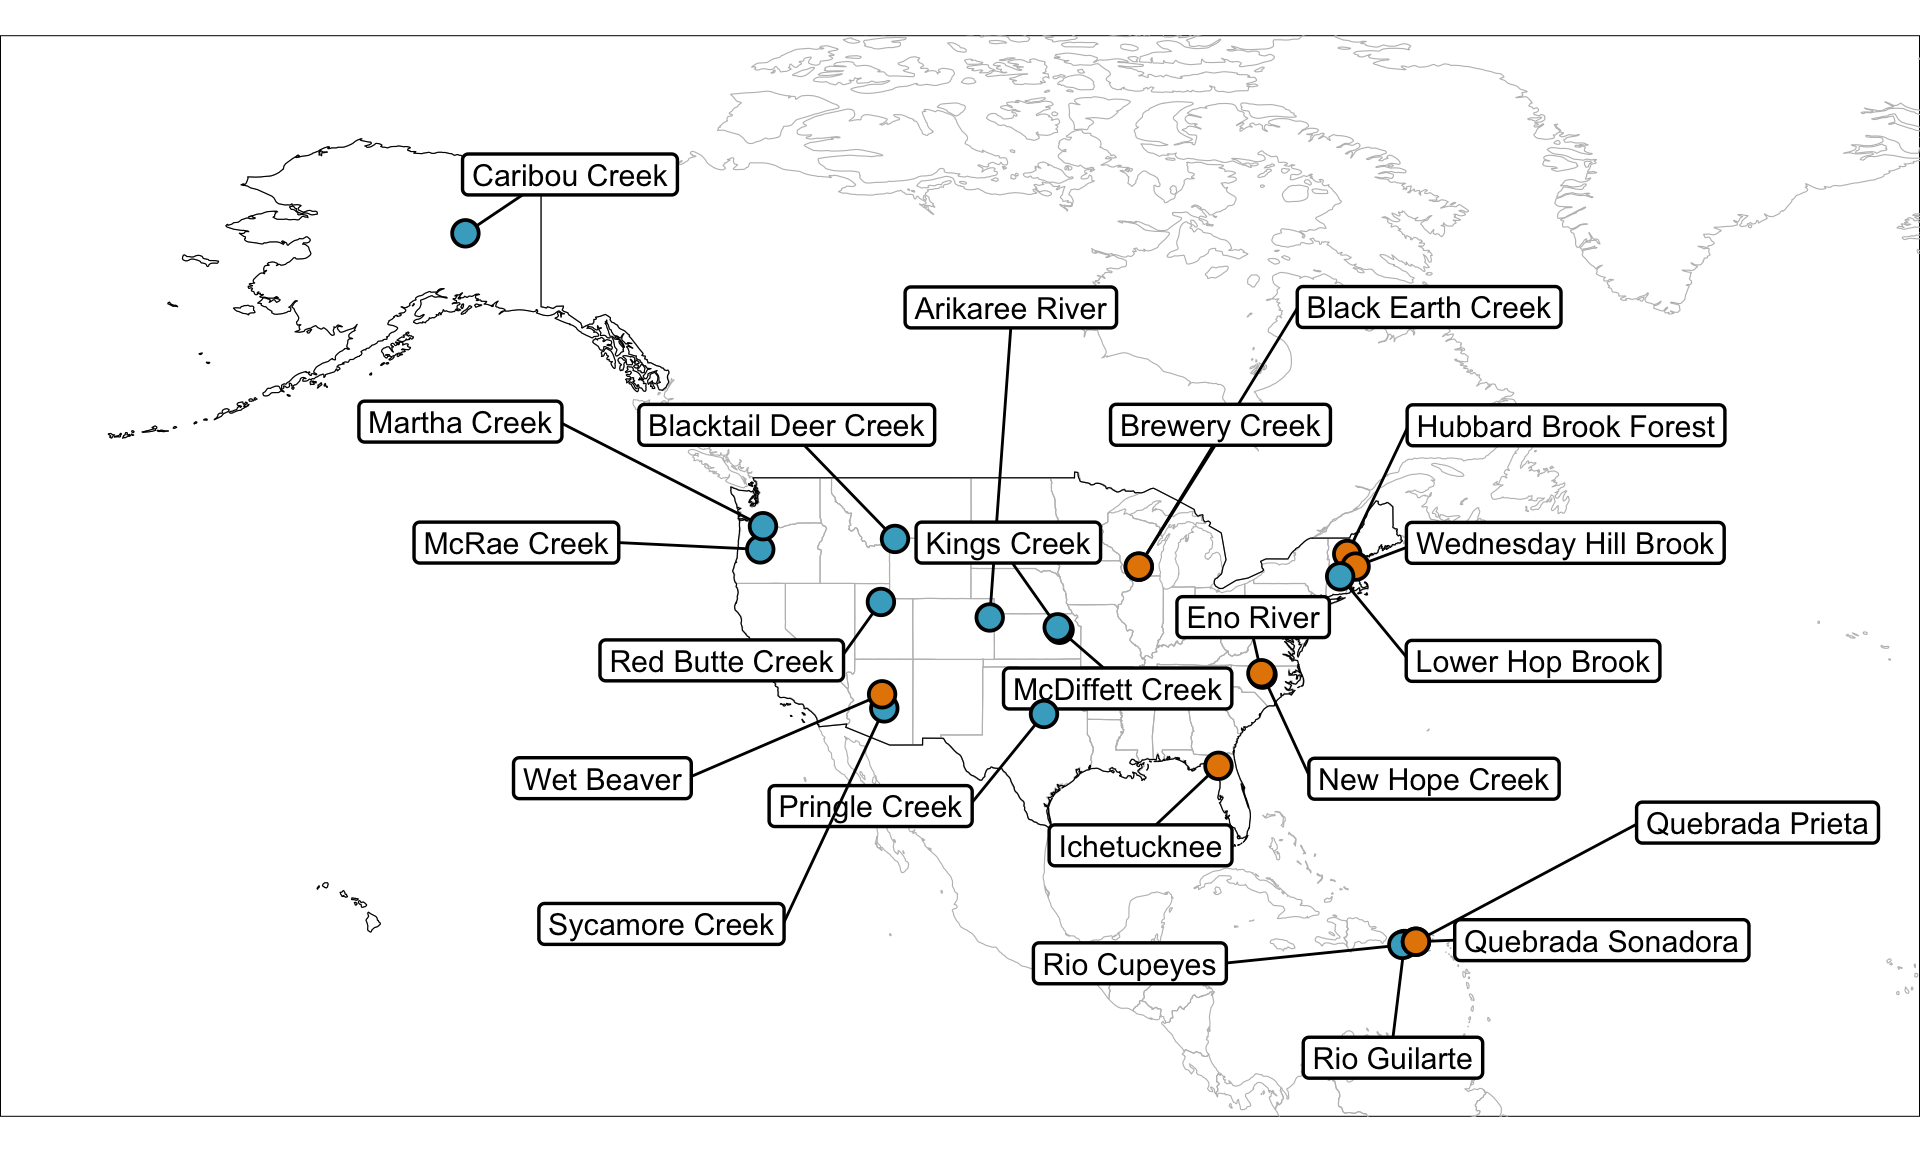 Caribou Creek
Arikaree River
Black Earth Creek
Martha Creek
Blacktail Deer Creek
Brewery Creek
Hubbard Brook Forest
McRae Creek
Kings Creek
Wednesday Hill Brook
Eno River
Red Butte Creek
Lower Hop Brook
McDiffett Creek
Wet Beaver
New Hope Creek
Pringle Creek
Quebrada Prieta
Ichetucknee
Sycamore Creek
Quebrada Sonadora
Rio Cupeyes
Rio Guilarte